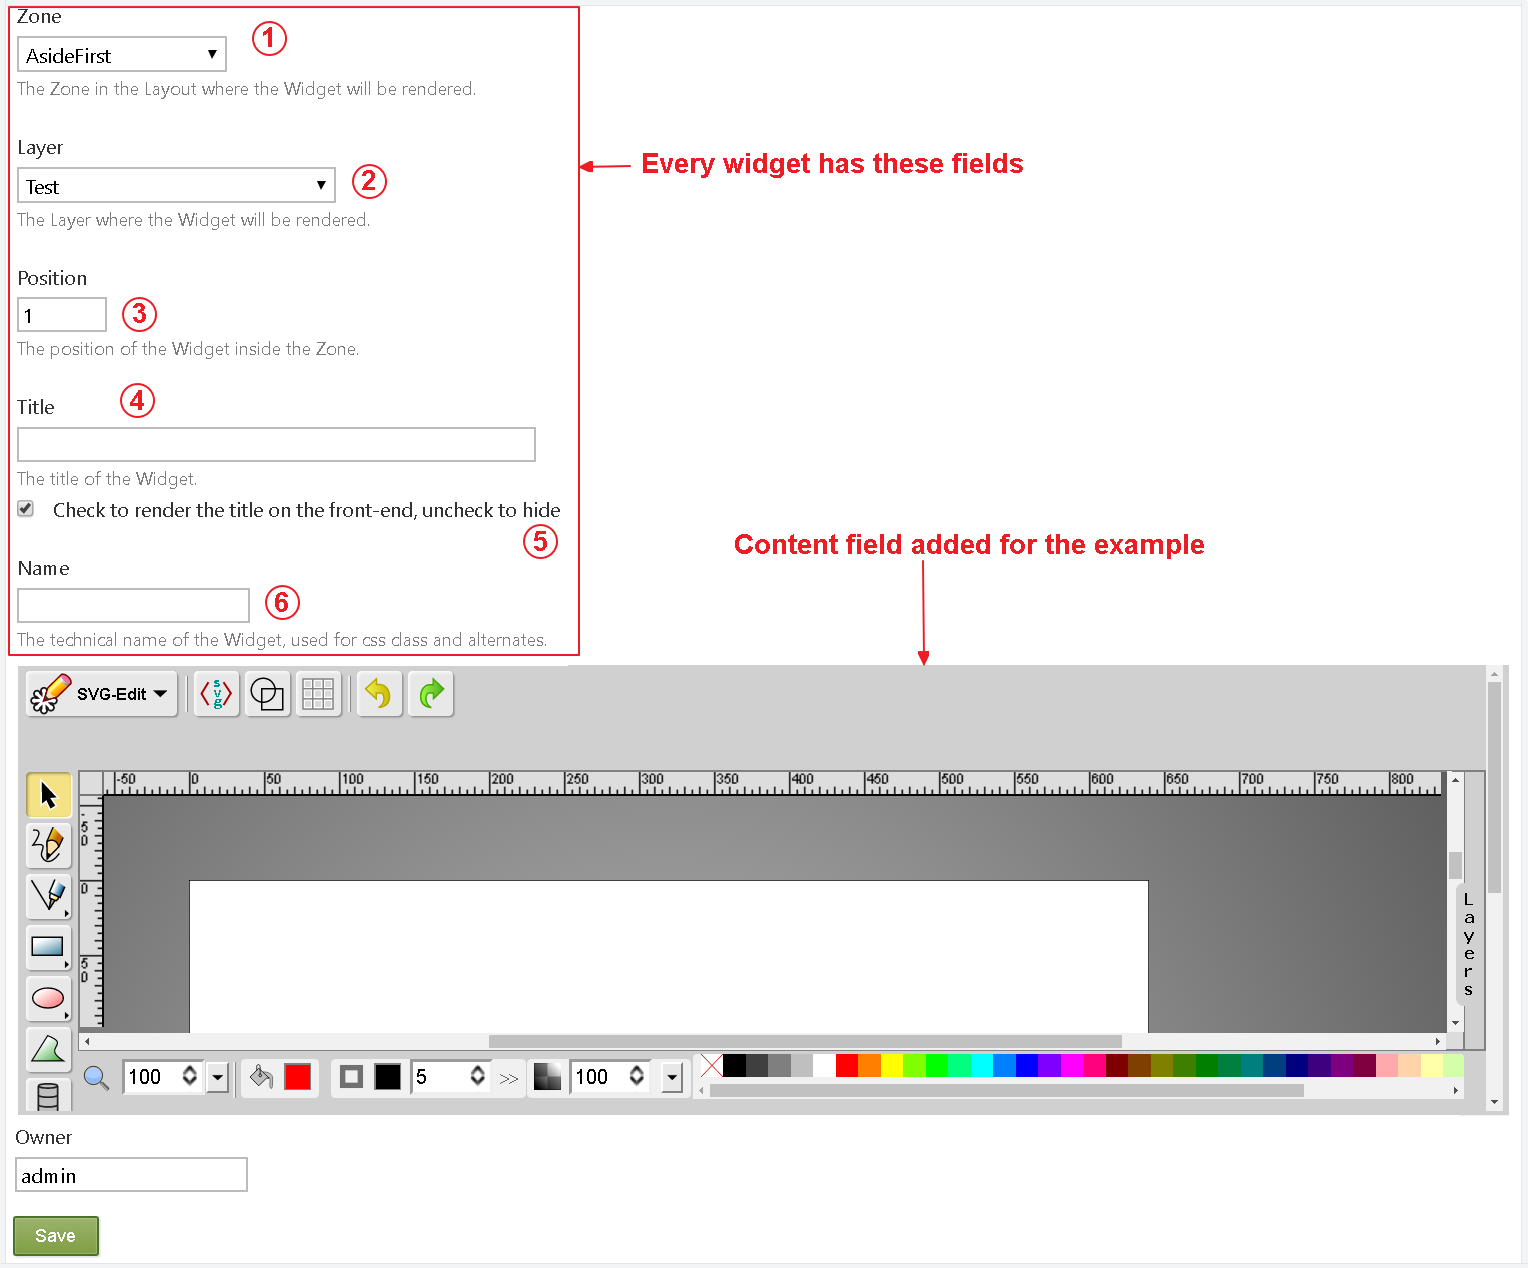 Zone
1
AsideFirst
The Zone in the Layout where the Widget will be rendered.
Layer
Every widget has these fields
Test
2
The Layer where the Widget will be rendered.
Position
1
3
The position of the Widget inside the Zone.
Title
4
The title of the Widget.
Check to render the title on the front-end, uncheck to hide
5
Content field added for the example
Name
6
The technical name of the Widget, used for css class and alternates.
SVG-Edit
svg
-50 0 50 100 150 200 250 300 350 400 450 500 550 600 650 700 750 800
-50
0
50
Layers
100
5
>>
100
Owner
admin
Save